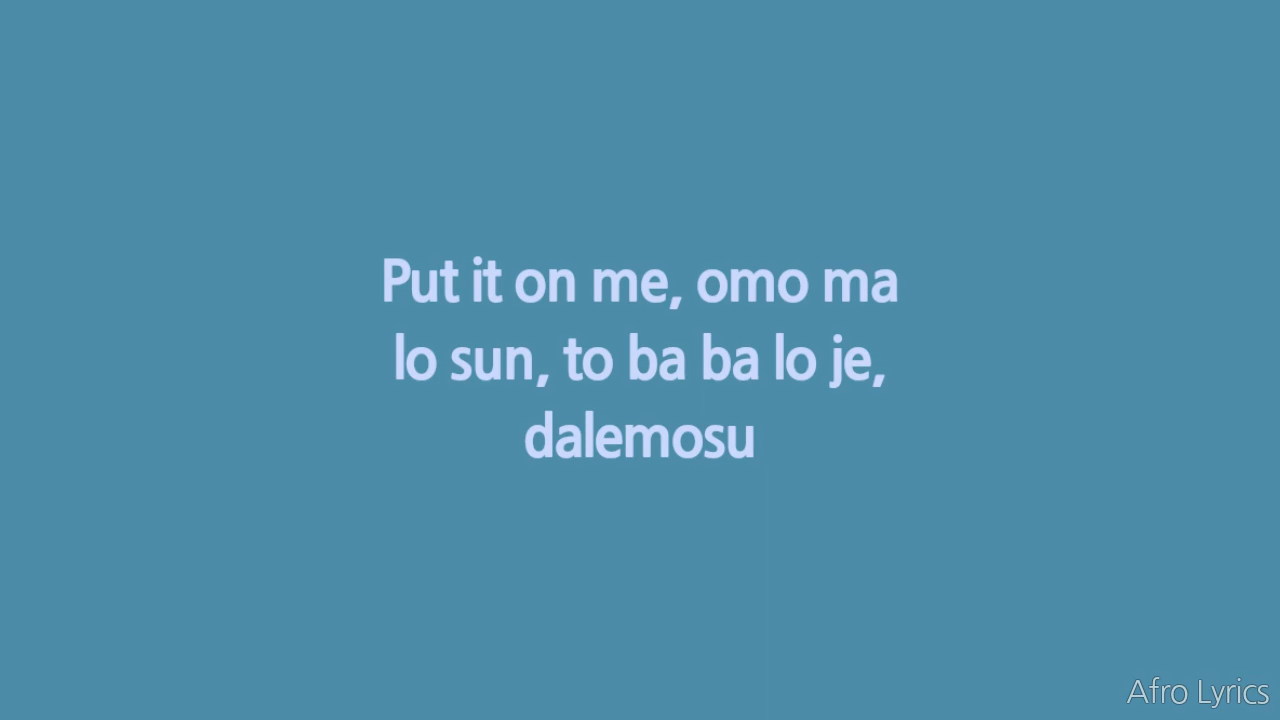 Put it on me, omo ma
lo sun, to ba ba lo je,
dalemosu
Afro Lyrics